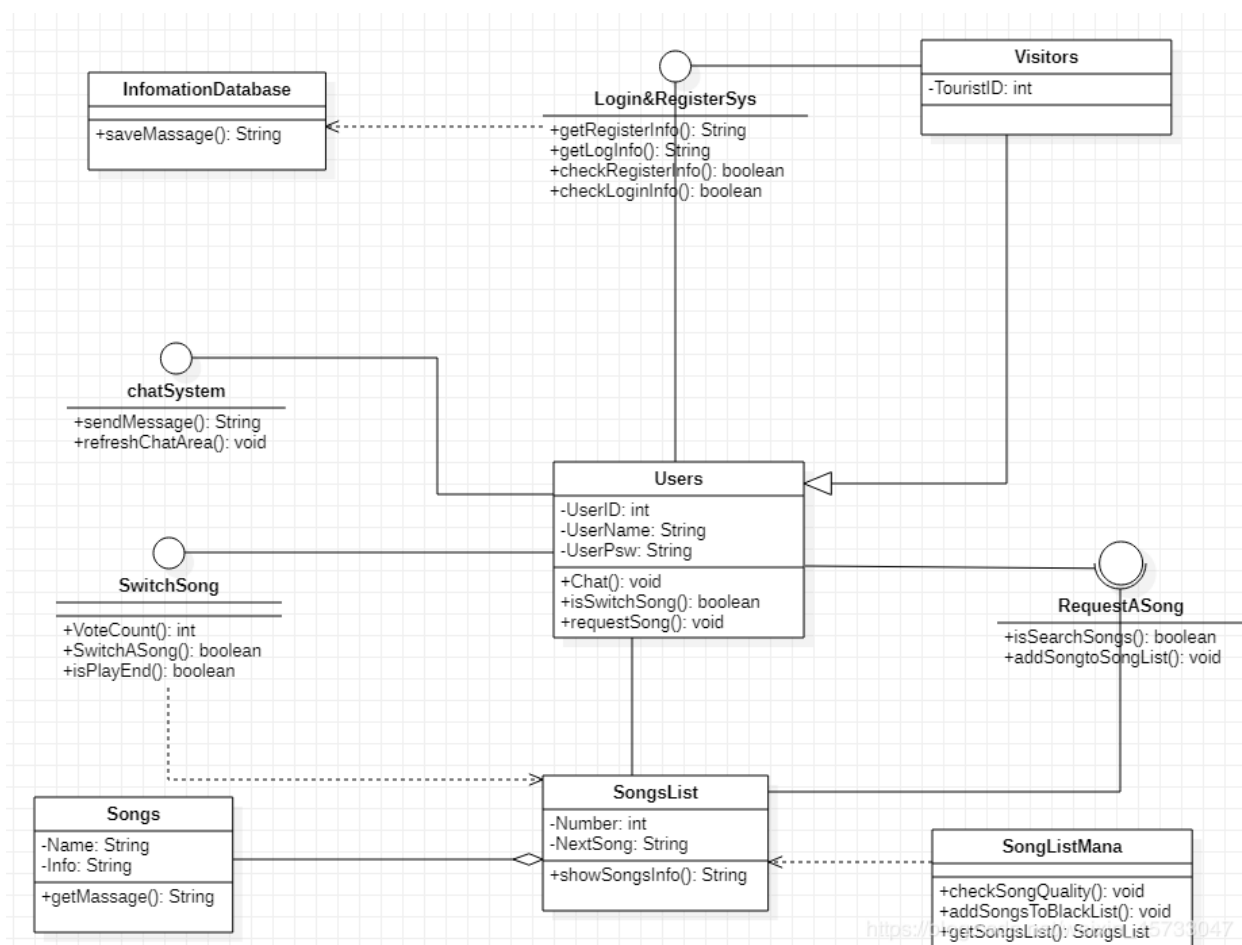 InfomationDatabase
+saveMassage(): String
Login&RegisterSys
+getRegisterInfo(): String
+getLogInfo(): String
+checkRegisterInfo(): boolean
+checkLoginInfo(): boolean
Visitors
-TouristID: int
chatSystem
+sendMessage(): String
+refreshChatArea(): void
Users
-UserID: int
-UserName: String
-UserPsw: String
+Chat(): void
+isSwitchSong(): boolean
+requestSong(): void
SwitchSong
+VoteCount(): int
+SwitchASong(): boolean
+isPlayEnd(): boolean
RequestASong
+isSearchSongs(): boolean
+addSongtoSongList(): void
Songs
-Name: String
-Info: String
+getMassage(): String
SongsList
-Number: int
-NextSong: String
+showSongsInfo(): String
SongListMana
+checkSongQuality(): void
+addSongsToBlackList(): void
+getSongsList(): SongsList